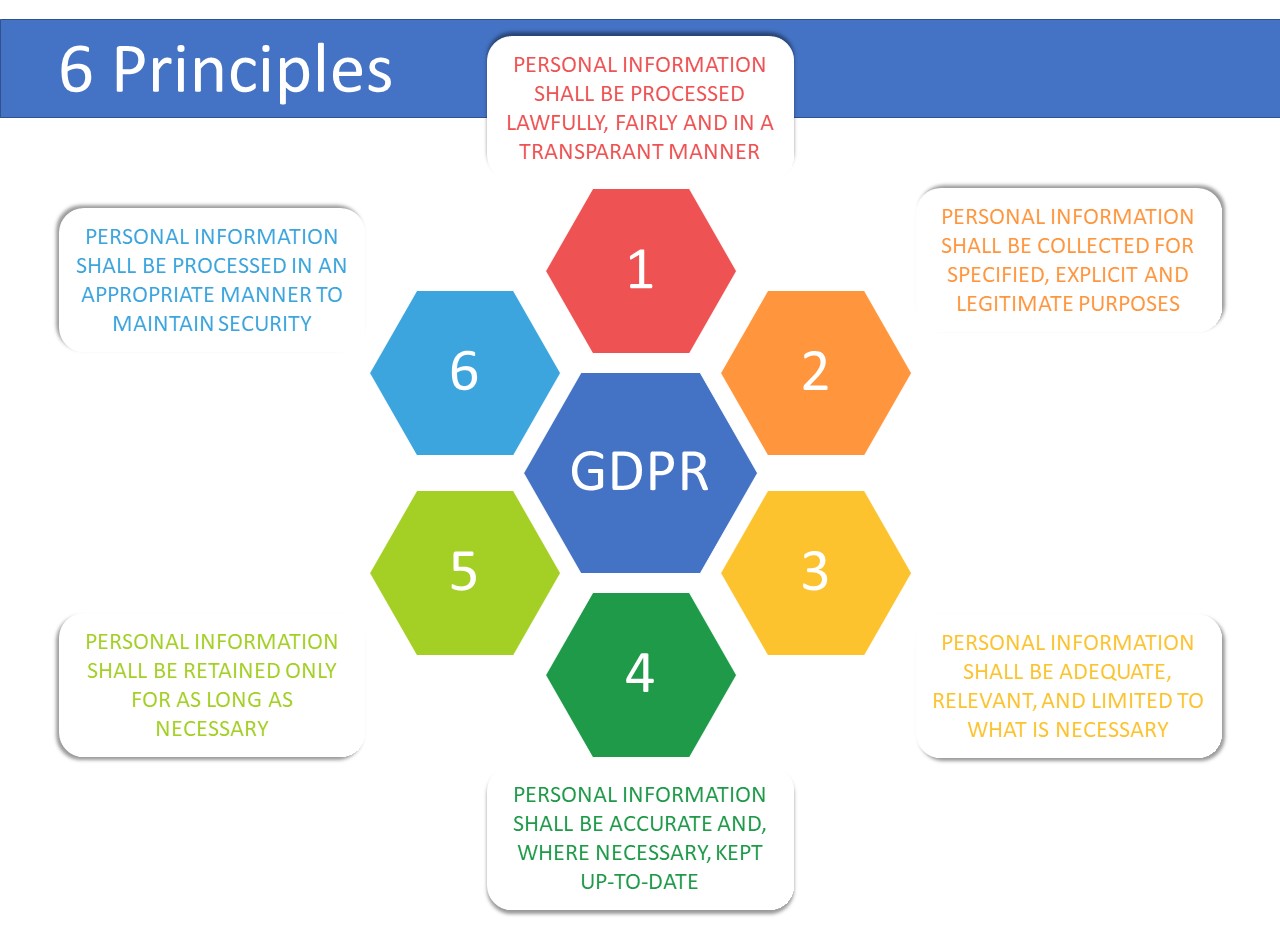 6 Principles
PERSONAL INFORMATION
SHALL BE PROCESSED
LAWFULLY, FAIRLY AND IN A
TRANSPARANT MANNER
1
PERSONAL INFORMATION
SHALL BE COLLECTED FOR
SPECIFIED, EXPLICIT AND
LEGITIMATE PURPOSES
2
PERSONAL INFORMATION
SHALL BE ADEQUATE,
RELEVANT, AND LIMITED TO
WHAT IS NECESSARY
3
PERSONAL INFORMATION
SHALL BE ACCURATE AND,
WHERE NECESSARY, KEPT
UP-TO-DATE
4
PERSONAL INFORMATION
SHALL BE RETAINED ONLY
FOR AS LONG AS
NECESSARY
5
PERSONAL INFORMATION
SHALL BE PROCESSED IN AN
APPROPRIATE MANNER TO
MAINTAIN SECURITY
6
GDPR